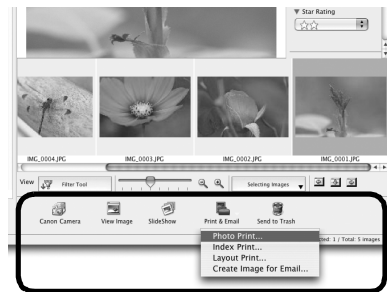 Star Rating
IMG_0004.JPG IMG_0003.JPG IMG_0002.JPG IMG_0001.JPG
View Filter Tool Selecting Images
Canon Camera View Image SlideShow Print & Email Send to Trash
Photo Print...
Index Print...
Layout Print...
Create Image for Email...
1 / Total: 5 images